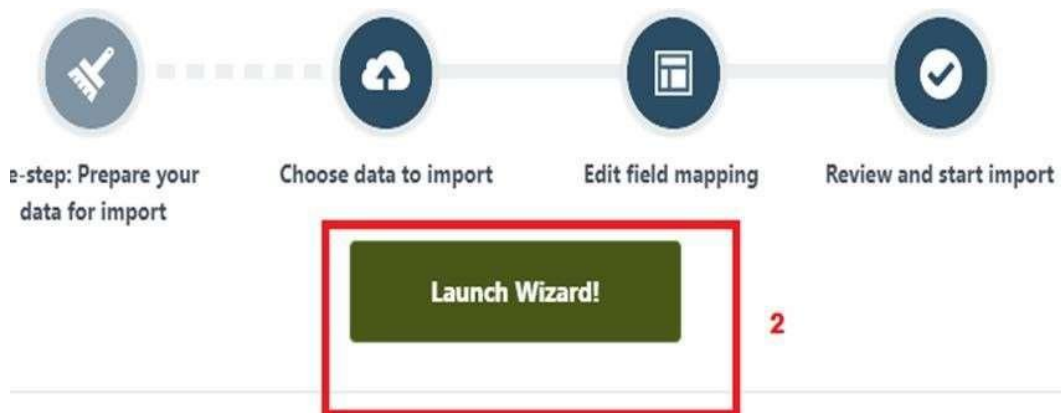 e-step: Prepare your
data for import
Choose data to import
Edit field mapping
Review and start import
Launch Wizard!
2